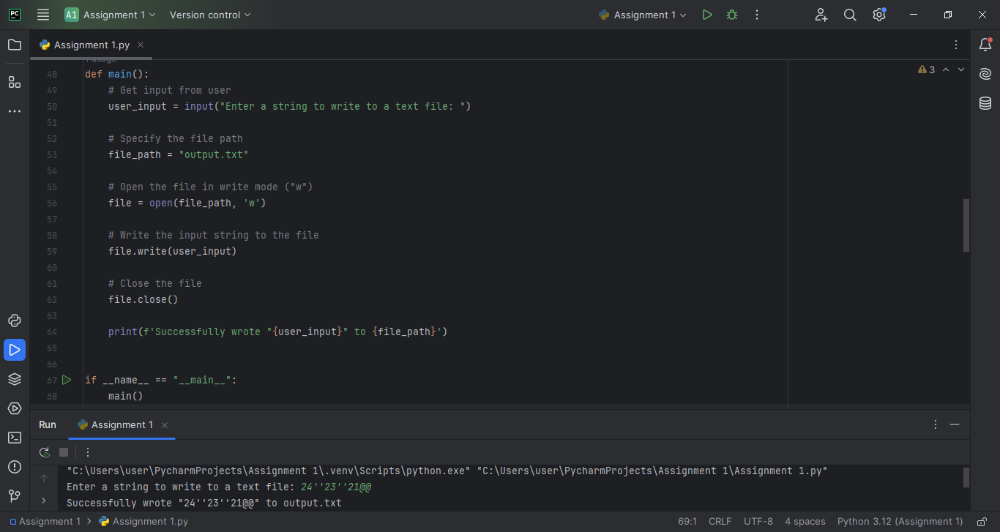 PC A1 Assignment 1 Version control Assignment 1
Assignment 1.py
3
48 def main():
49 # Get input from user
50 user_input = input("Enter a string to write to a text file: ")
51
52 # Specify the file path
53 file_path = "output.txt"
54
55 # Open the file in write mode ("w")
56 file = open(file_path, 'w')
57
58 # Write the input string to the file
59 file.write(user_input)
60
61 # Close the file
62 file.close()
63
64 print(f'Successfully wrote "{user_input}" to {file_path}')
65
66
67 if __name__ == "__main__":
68 main()
Run Assignment 1
"C:\Users\user\PycharmProjects\Assignment 1\.venv\Scripts\python.exe" "C:\Users\user\PycharmProjects\Assignment 1\Assignment 1.py"
Enter a string to write to a text file: 24''23''21@@
Successfully wrote "24''23''21@@" to output.txt
Assignment 1 > Assignment 1.py 69:1 CRLF UTF-8 4 spaces Python 3.12 (Assignment 1)